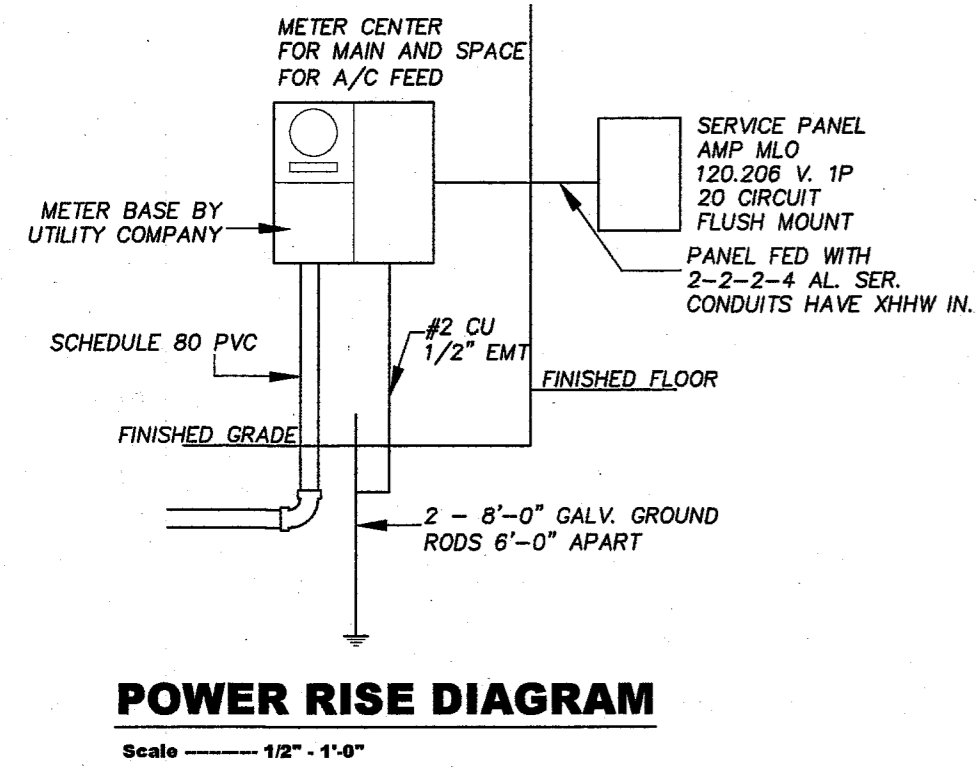 METER CENTER
FOR MAIN AND SPACE
FOR A/C FEED
SERVICE PANEL
AMP MLO
120.206 V. 1P
20 CIRCUIT
FLUSH MOUNT
METER BASE BY
UTILITY COMPANY
PANEL FED WITH
2-2-2-4 AL. SER.
CONDUITS HAVE XHHW IN.
SCHEDULE 80 PVC
#2 CU
1/2" EMT
FINISHED FLOOR
FINISHED GRADE
2 - 8'-0" GALV. GROUND
RODS 6'-0" APART
POWER RISE DIAGRAM
Scale --------- 1/2" - 1'-0"